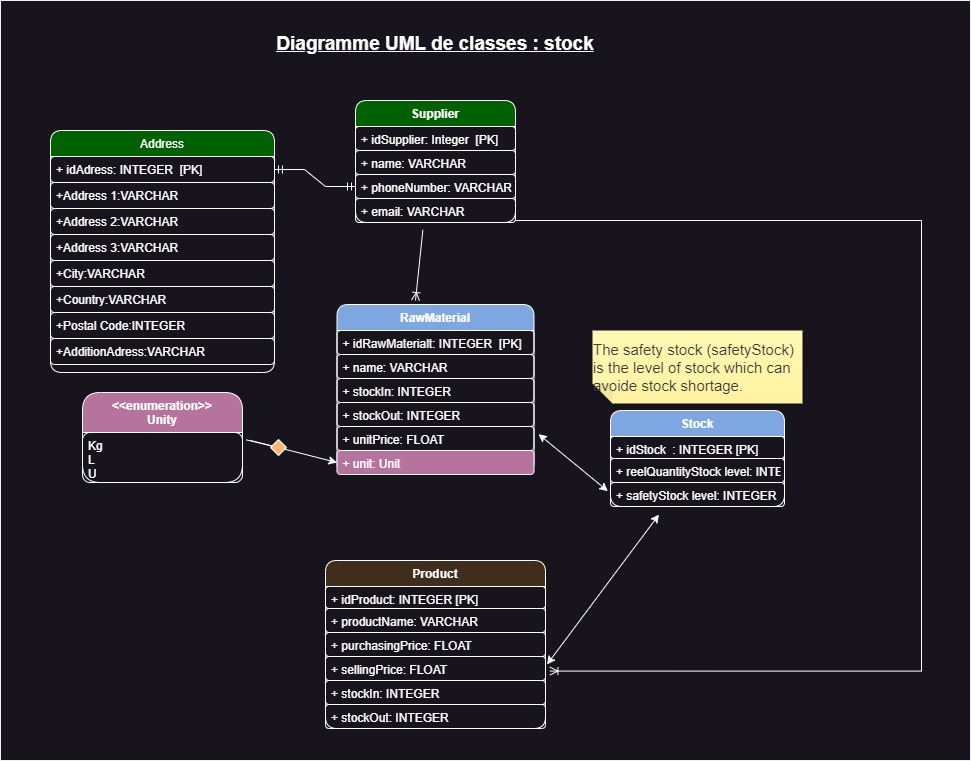 Diagramme UML de classes : stock
Supplier
+ idSupplier: Integer [PK]
+ name: VARCHAR
+ phoneNumber: VARCHAR
+ email: VARCHAR
Address
+ idAdress: INTEGER [PK]
+Address 1:VARCHAR
+Address 2:VARCHAR
+Address 3:VARCHAR
+City:VARCHAR
+Country:VARCHAR
+Postal Code:INTEGER
+AdditionAdress:VARCHAR
RawMaterial
+ idRawMaterialt: INTEGER [PK]
+ name: VARCHAR
+ stockIn: INTEGER
+ stockOut: INTEGER
+ unitPrice: FLOAT
+ unit: Unit
The safety stock (safetyStock)
is the level of stock which can
avoide stock shortage.
<<enumeration>>
Unity
Kg
L
U
Stock
+ idStock : INTEGER [PK]
+ reelQuantityStock level: INTE
+ safetyStock level: INTEGER
Product
+ idProduct: INTEGER [PK]
+ productName: VARCHAR
+ purchasingPrice: FLOAT
+ sellingPrice: FLOAT
+ stockIn: INTEGER
+ stockOut: INTEGER